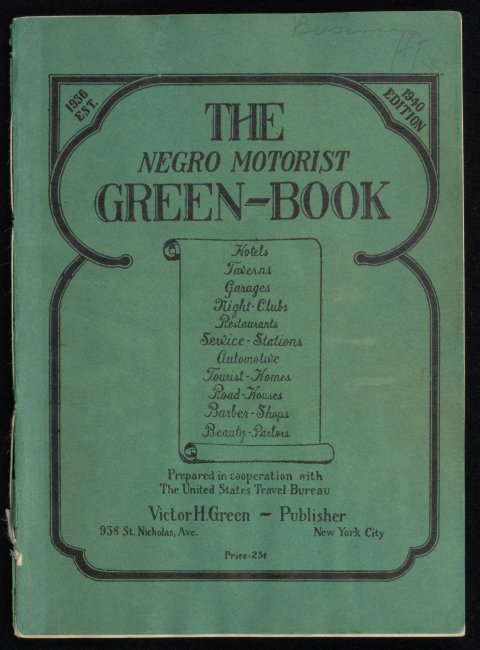 1936
EST.
1940
EDITION
THE
NEGRO MOTORIST
GREEN-BOOK
Hotels
Taverns
Garages
Night-Clubs
Restaurants
Service-Stations
Automotive
Tourist-Homes
Road-Houses
Barber-Shops
Beauty-Parlors
Prepared in cooperation with
The United States Travel Bureau
Victor H. Green - Publisher
938 St. Nicholas, Ave. New York City
Price-25¢